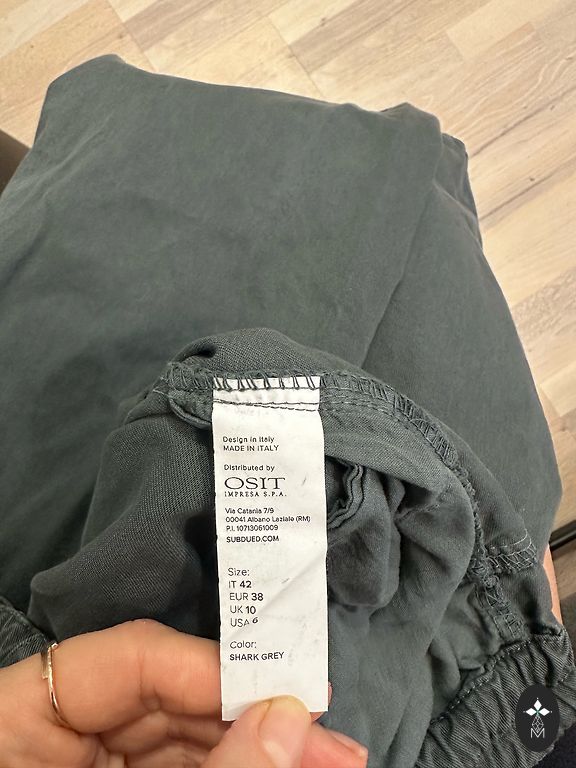 Design in Italy
MADE IN ITALY
Distributed by
OSIT
IMPRESA S.P.A.
Via Catania 7/9
00041 Albano Laziale (RM)
P.I. 10713061009
SUBDUED.COM
Size:
IT 42
EUR 38
UK 10
USA 6
Color:
SHARK GREY
M